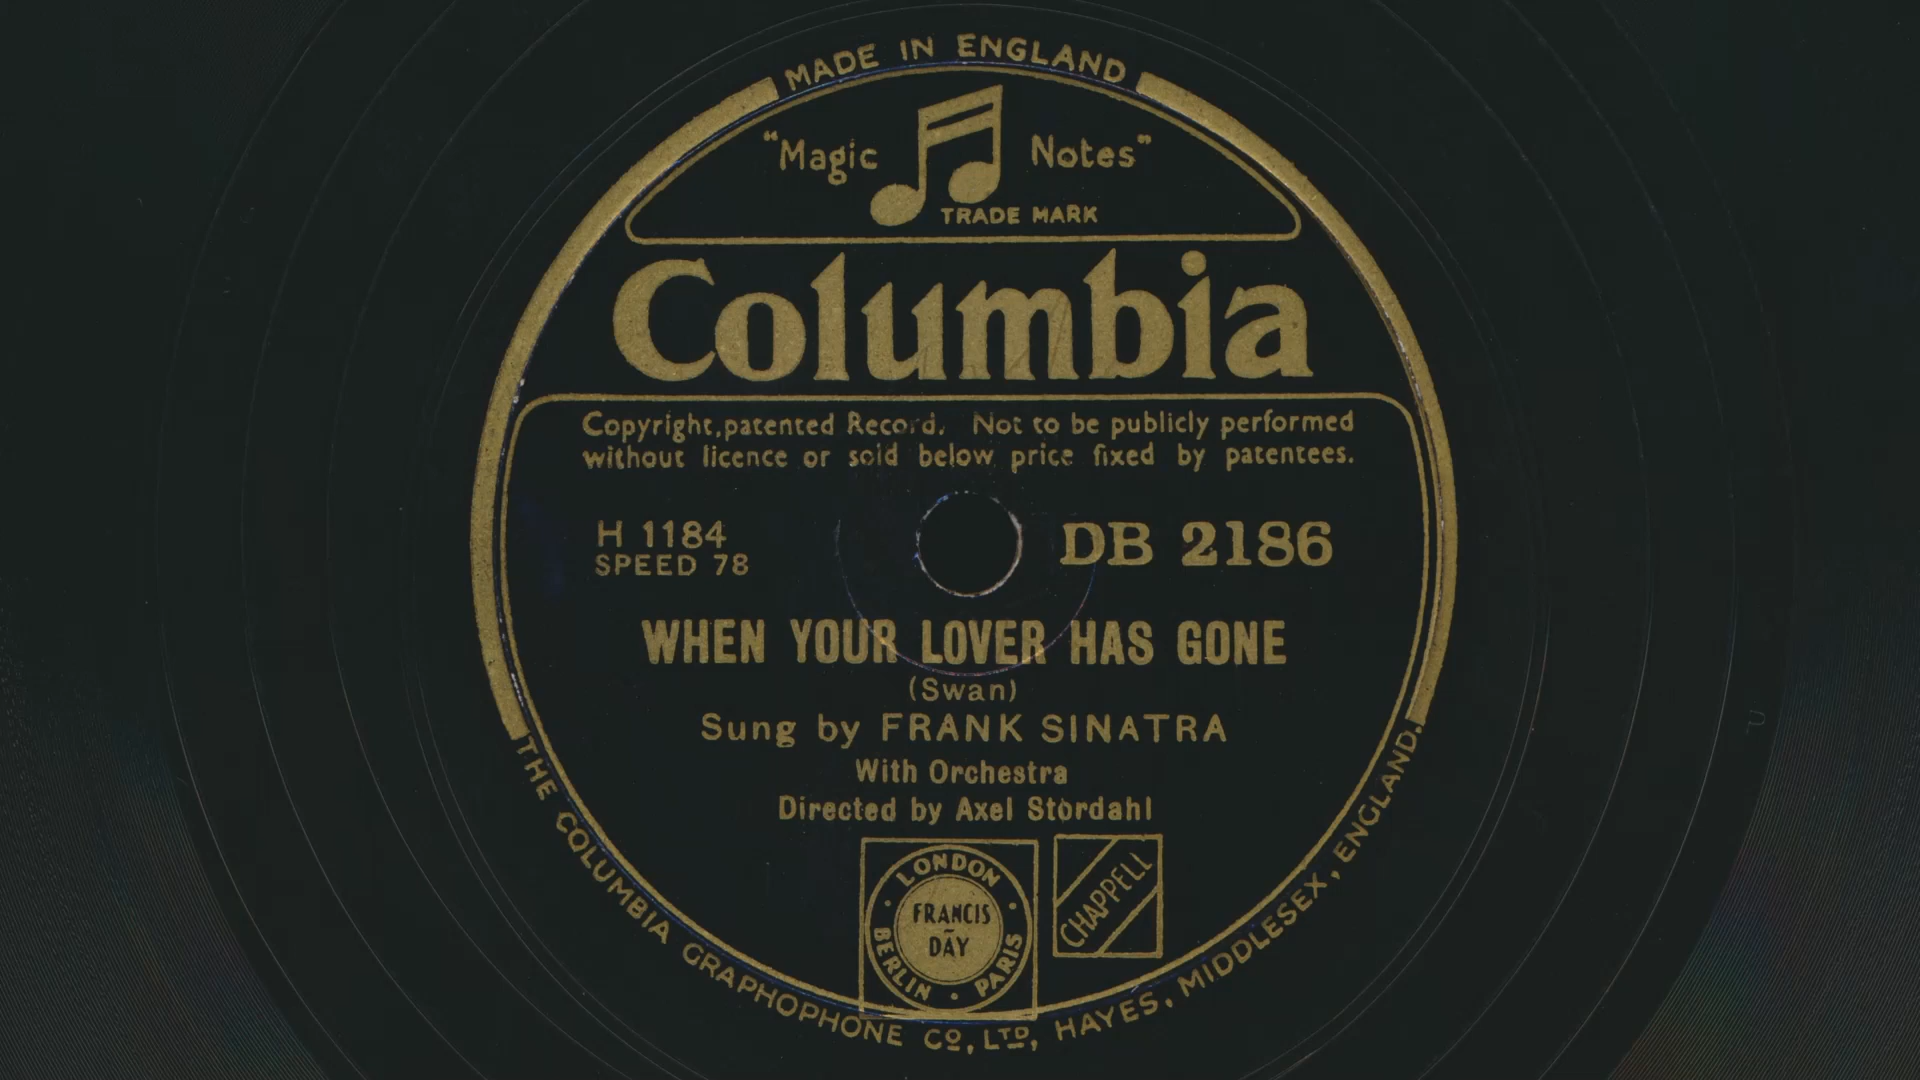 MADE IN ENGLAND
"Magic Notes"
TRADE MARK
Columbia
Copyright, patented Record. Not to be publicly performed
without licence or sold below price fixed by patentees.
H 1184
SPEED 78
DB 2186
WHEN YOUR LOVER HAS GONE
(Swan)
Sung by FRANK SINATRA
With Orchestra
Directed by Axel Stordahl
LONDON
FRANCIS-DAY
BERLIN · PARIS
CHAPPELL
THE COLUMBIA GRAPHOPHONE Co, LTD, HAYES, MIDDLESEX, ENGLAND.